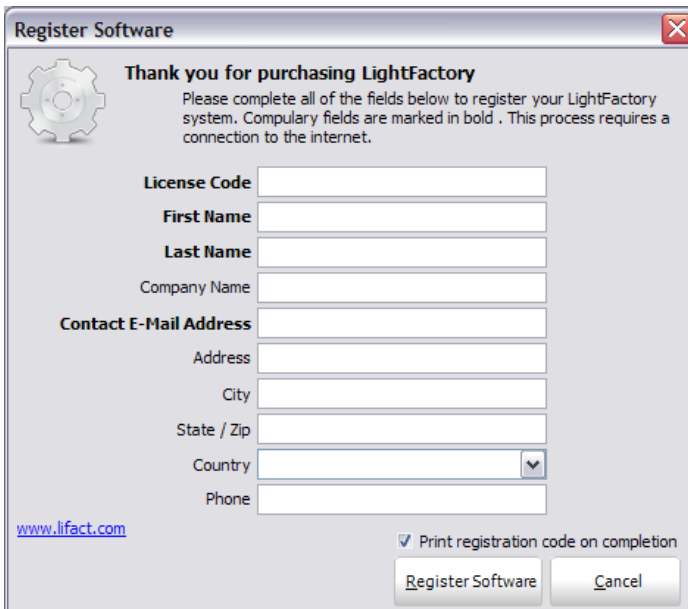 Register Software
Thank you for purchasing LightFactory
Please complete all of the fields below to register your LightFactory
system. Compulary fields are marked in bold . This process requires a
connection to the internet.
License Code
First Name
Last Name
Company Name
Contact E-Mail Address
Address
City
State / Zip
Country
Phone
www.lifact.com
Print registration code on completion
Register Software
Cancel